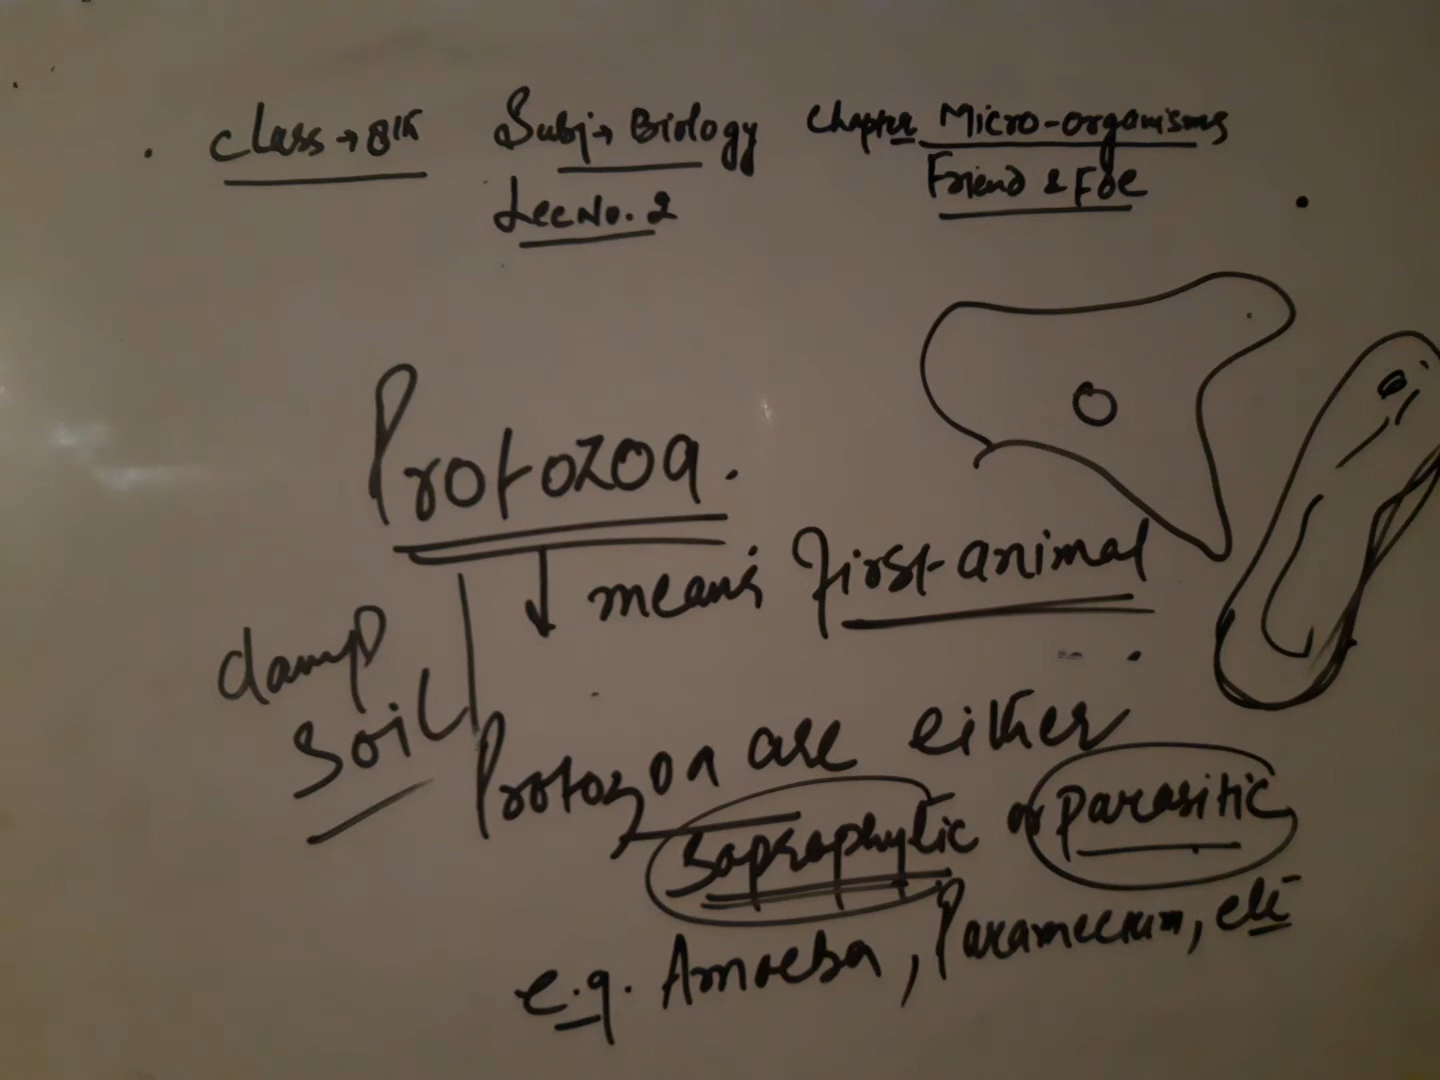 Class → 8th Subj → Biology Chapter Micro-organisms
Friend & Foe
Lec No. 2
Protozoa.
means first-animal
damp
soil
Protozoa are either
saprophytic or parasitic
e.g. Amoeba, Paramecium, etc